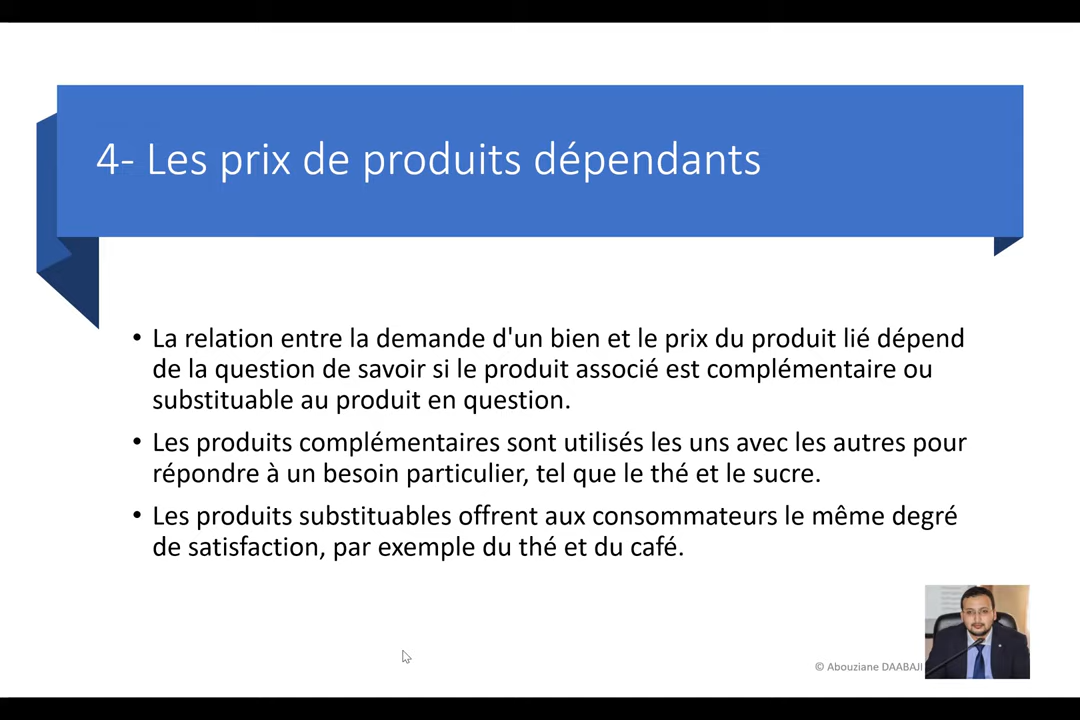 4- Les prix de produits dépendants
• La relation entre la demande d'un bien et le prix du produit lié dépend
de la question de savoir si le produit associé est complémentaire ou
substituable au produit en question.
• Les produits complémentaires sont utilisés les uns avec les autres pour
répondre à un besoin particulier, tel que le thé et le sucre.
• Les produits substituables offrent aux consommateurs le même degré
de satisfaction, par exemple du thé et du café.
© Abouziane DAABAJI